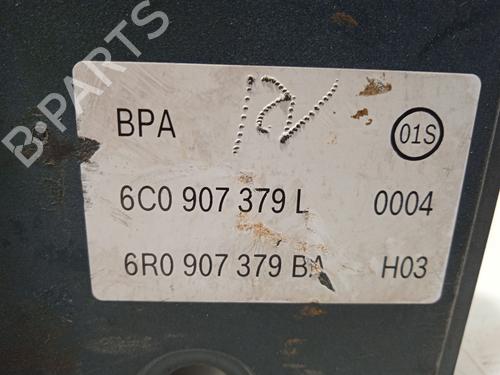 B-PARTS
BPA
01S
6C0 907 379 L 0004
6R0 907 379 BA H03